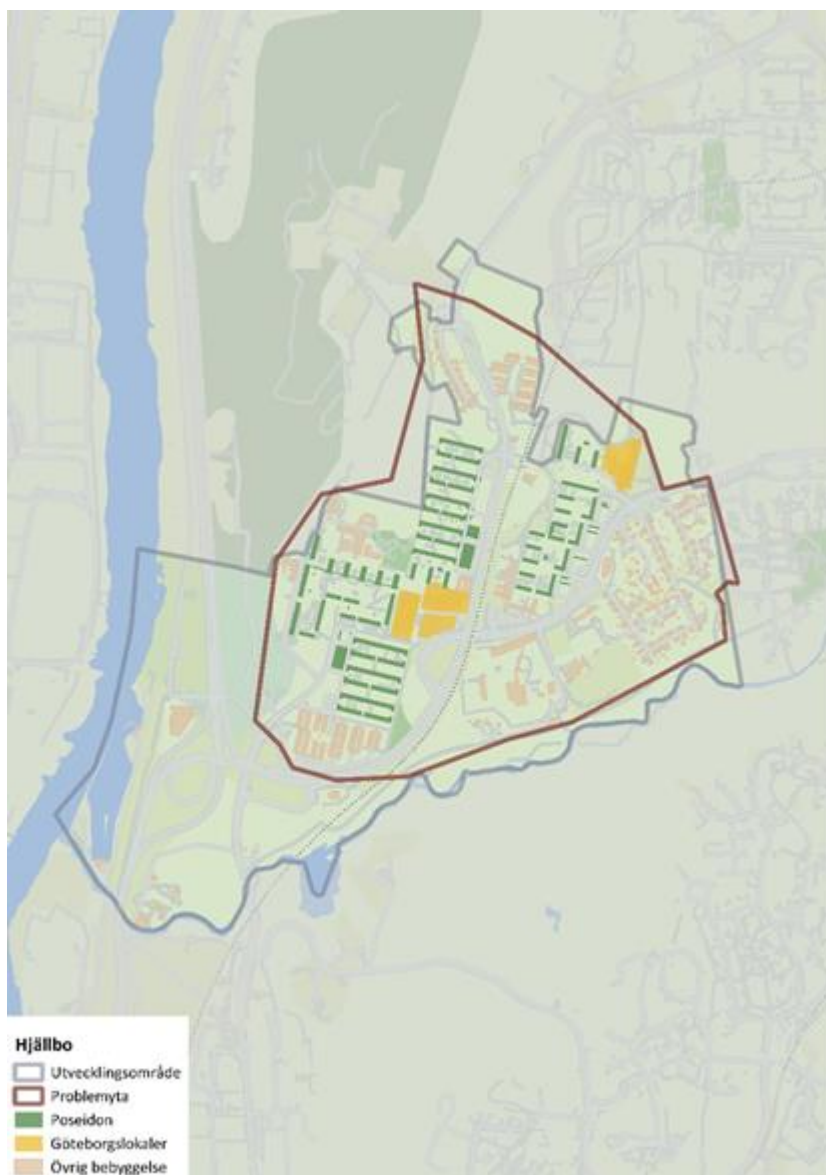 Hjällbo
Utvecklingsområde
Problemyta
Poseidon
Göteborgslokaler
Övrig bebyggelse